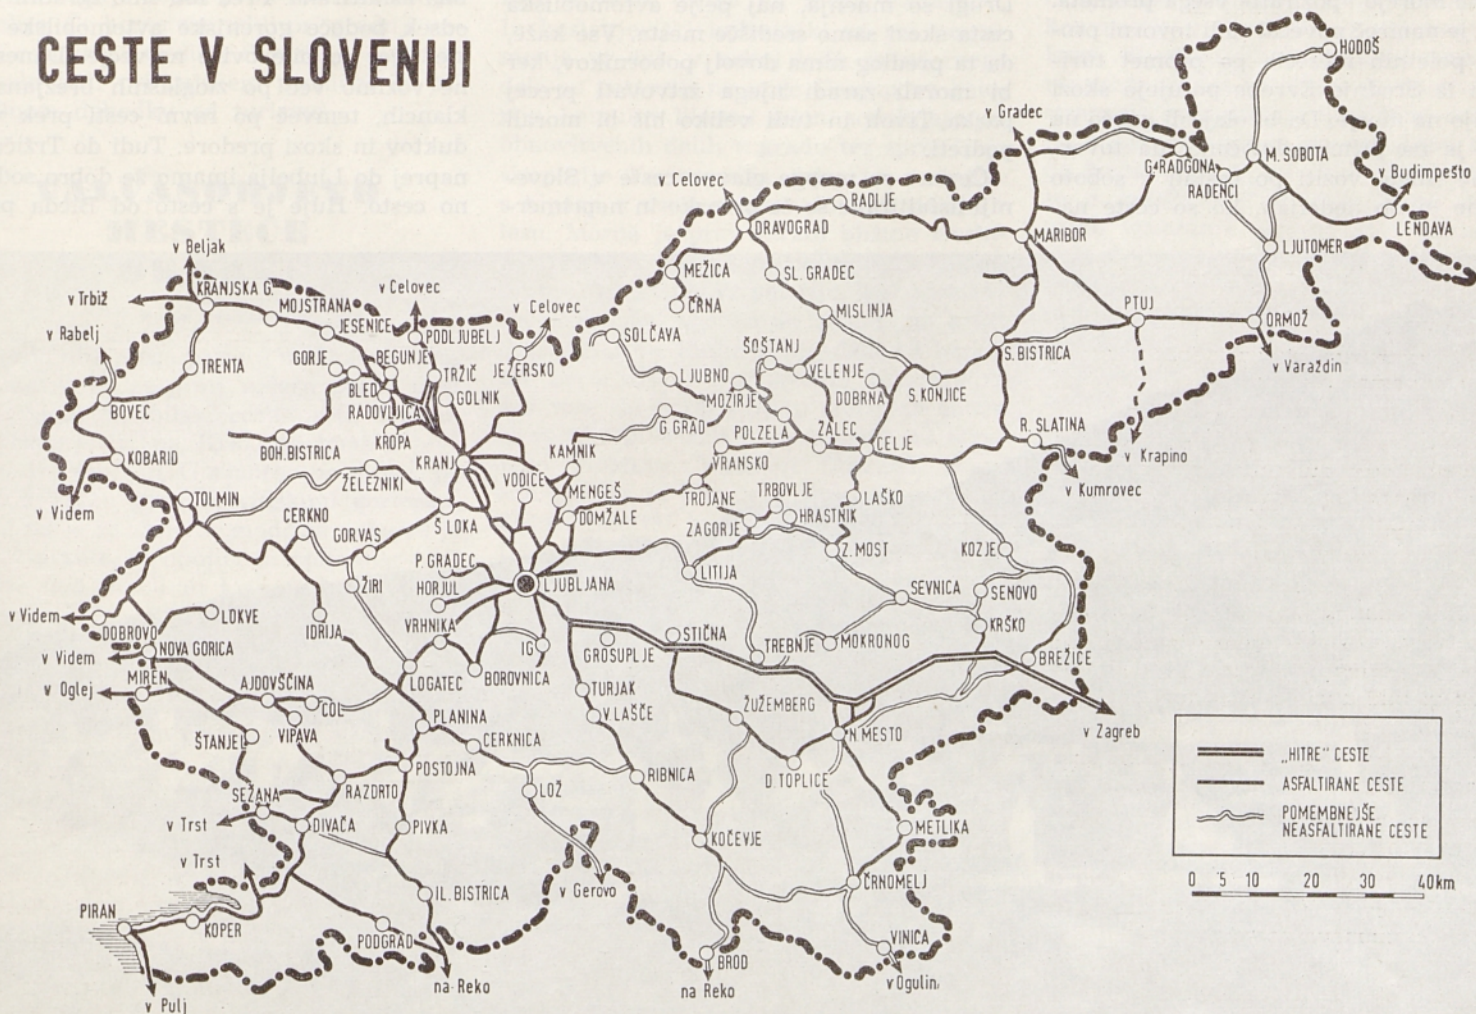 CESTE V SLOVENIJI
HODOŠ
v Gradec
G. RADGONA
M. SOBOTA
RADENCI
v Budimpešto
v Celovec
RADLJE
LENDAVA
DRAVOGRAD
MARIBOR
LJUTOMER
v Beljak
MEŽICA
SL. GRADEC
KRANJSKA G.
v Celovec
v Trbiž
MOJSTRANA
v Celovec
ČRNA
MISLINJA
PTUJ
ORMOŽ
v Rabelj
JESENICE
PODLJUBELJ
SOLČAVA
GORJE
BEGUNJE
ŠOŠTANJ
S. BISTRICA
TRENTA
TRŽIČ
JEZERSKO
VELENJE
v Varaždin
BLED
LJUBNO
GOLNIK
BOVEC
RADOVLJICA
MOZIRJE
DOBRNA
S. KONJICE
KROPA
G. GRAD
POLZELA
ŽALEC
R. SLATINA
BOH. BISTRICA
CELJE
KOBARID
KAMNIK
v Krapino
KRANJ
VRANSKO
VODICE
ŽELEZNIKI
v Kumrovec
TOLMIN
MENGEŠ
TROJANE
TRBOVLJE
LAŠKO
v Videm
CERKNO
Š. LOKA
DOMŽALE
HRASTNIK
ZAGORJE
GOR. VAS
Z. MOST
KOZJE
P. GRADEC
LJUBLJANA
LITIJA
ŽIRI
HORJUL
SEVNICA
SENOVO
v Videm
LOKVE
DOBROVO
IDRIJA
VRHNIKA
STIČNA
KRŠKO
IG
GROSUPLJE
TREBNJE
MOKRONOG
NOVA GORICA
v Videm
BREŽICE
MIREN
v Oglej
AJDOVŠČINA
LOGATEC
BOROVNICA
TURJAK
COL
PLANINA
V. LAŠČE
ŽUŽEMBERG
v Zagreb
ŠTANJEL
VIPAVA
CERKNICA
N. MESTO
POSTOJNA
RIBNICA
D. TOPLICE
„HITRE" CESTE
SEŽANA
RAZDRTO
LOŽ
ASFALTIRANE CESTE
v Trst
DIVAČA
PIVKA
METLIKA
POMEMBNEJŠE
NEASFALTIRANE CESTE
KOČEVJE
v Trst
0 5 10 20 30 40 km
IL. BISTRICA
v Gerovo
ČRNOMELJ
PIRAN
KOPER
PODGRAD
VINICA
BROD
na Reko
na Reko
v Ogulin
v Pulj